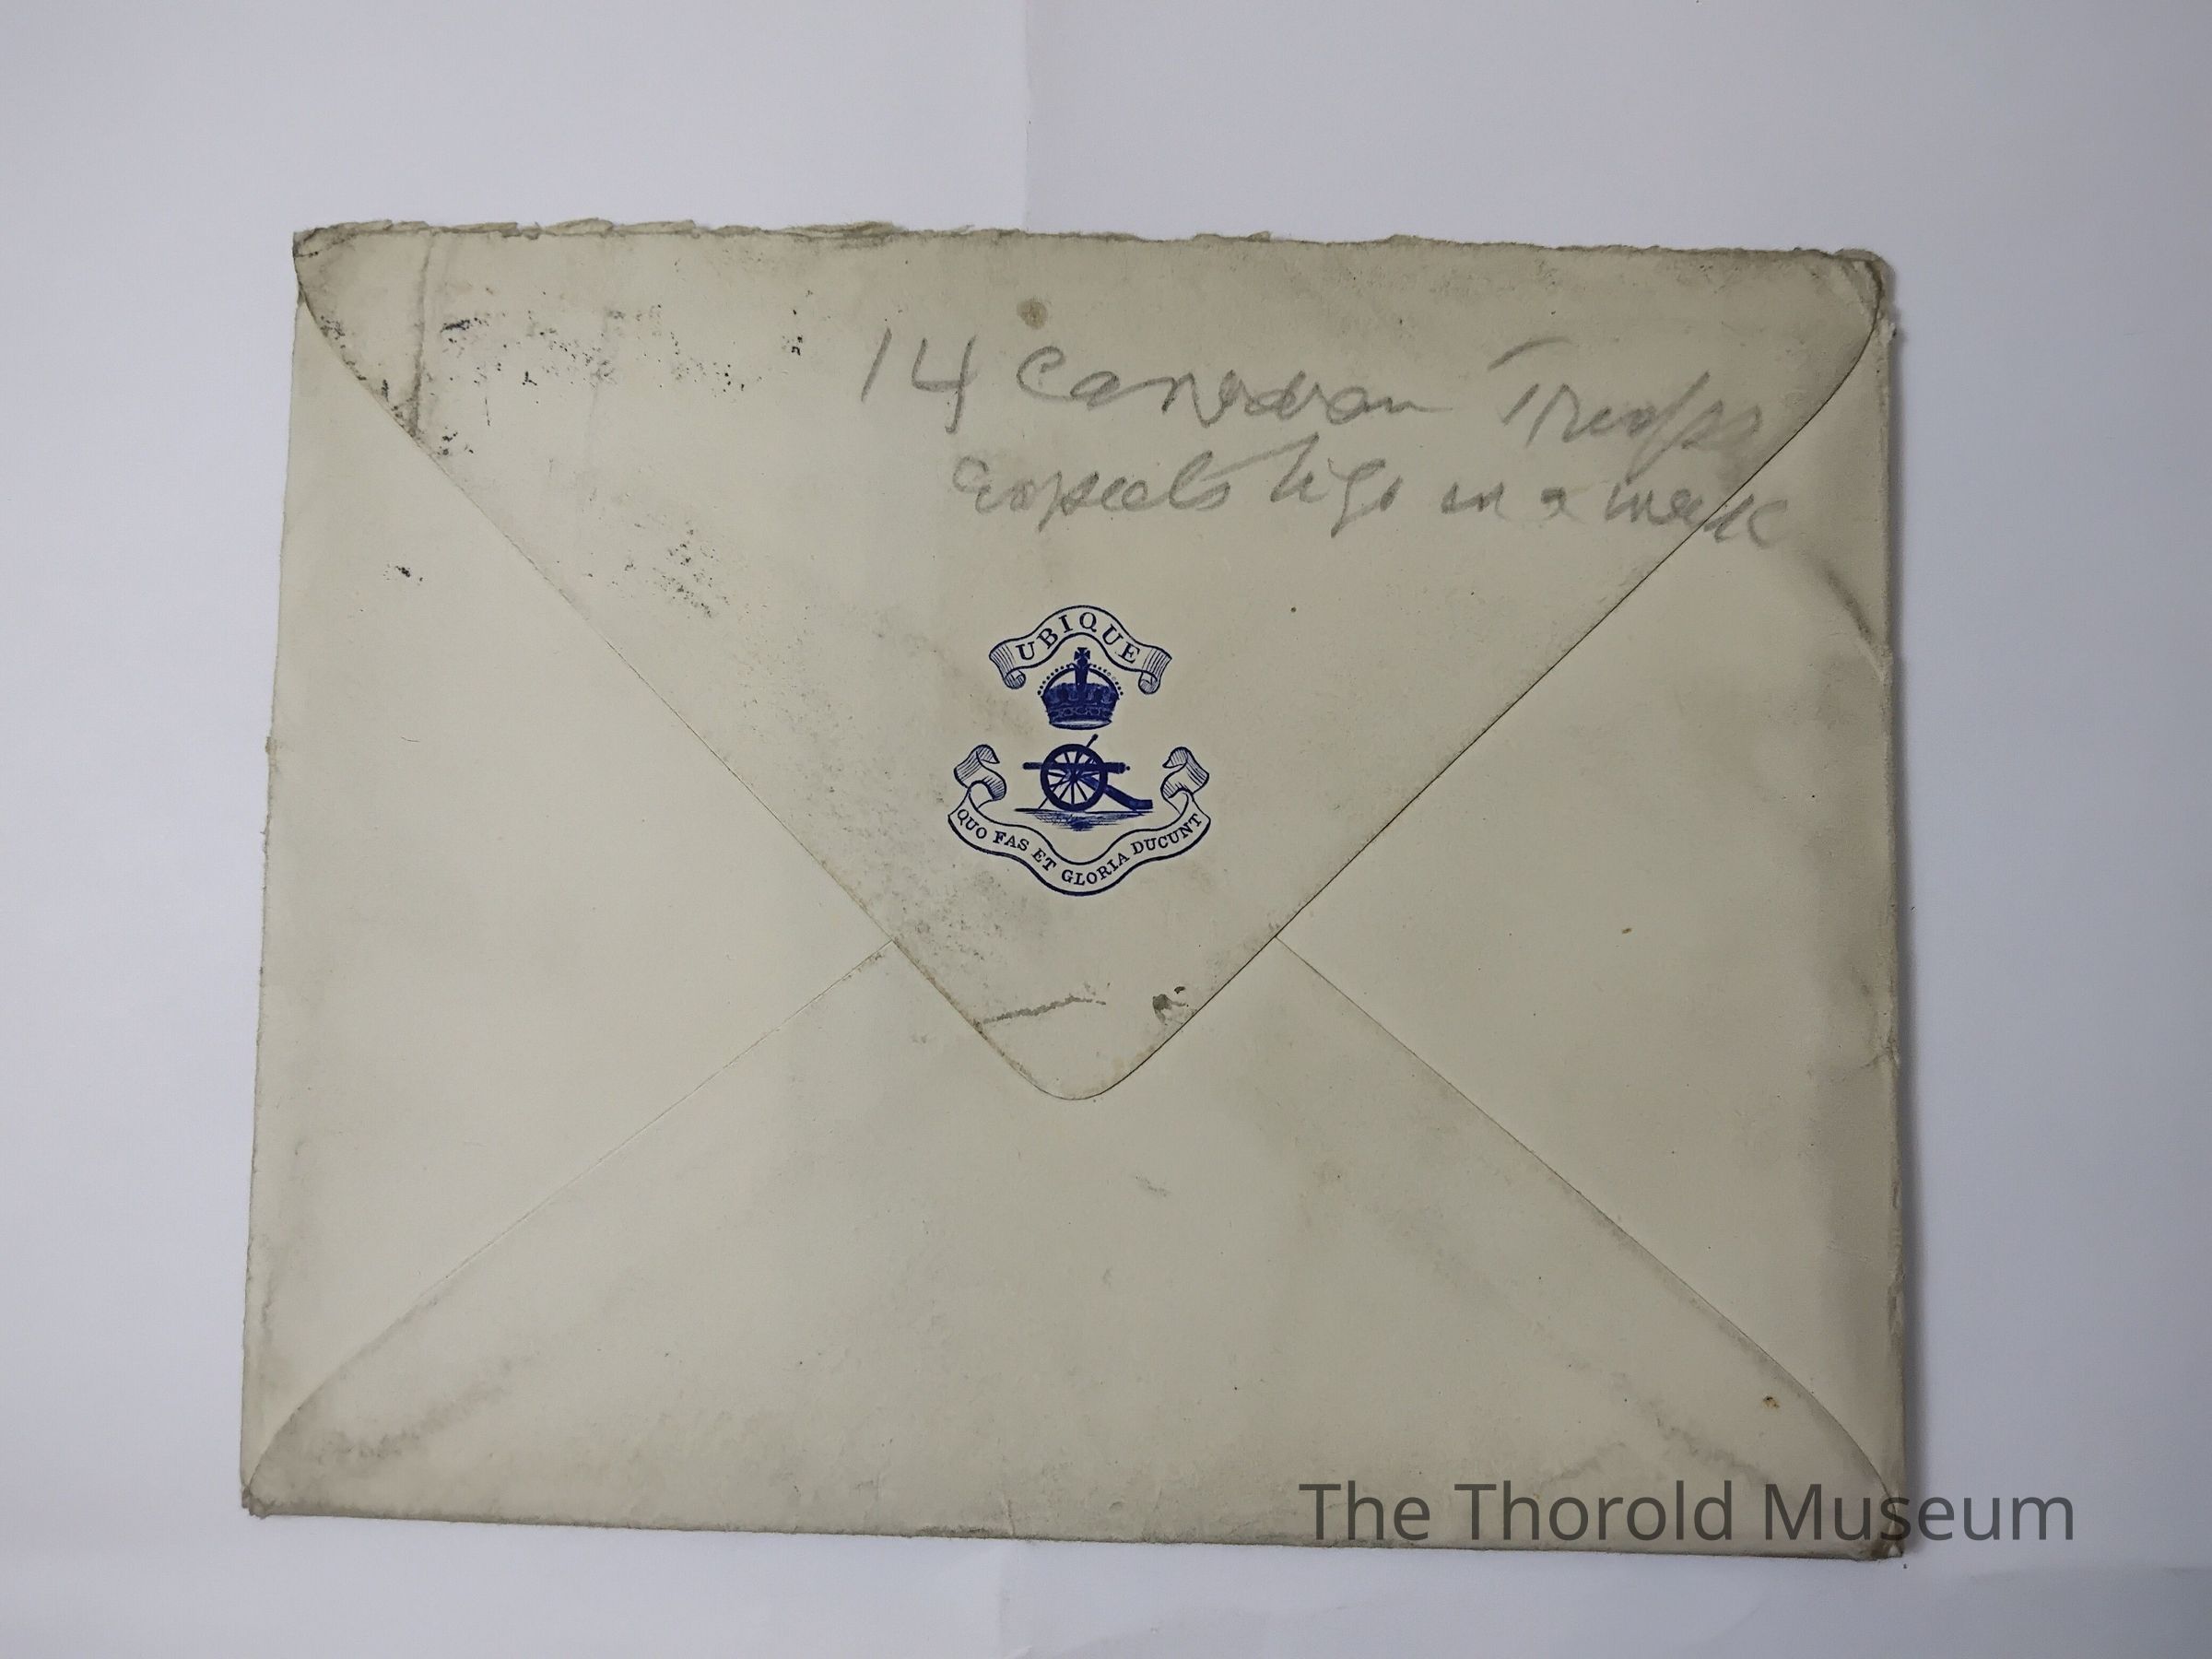 14 Canadian Troops
Expects to go in a week
UBIQUE
QUO FAS ET GLORIA DUCUNT
The Thorold Museum